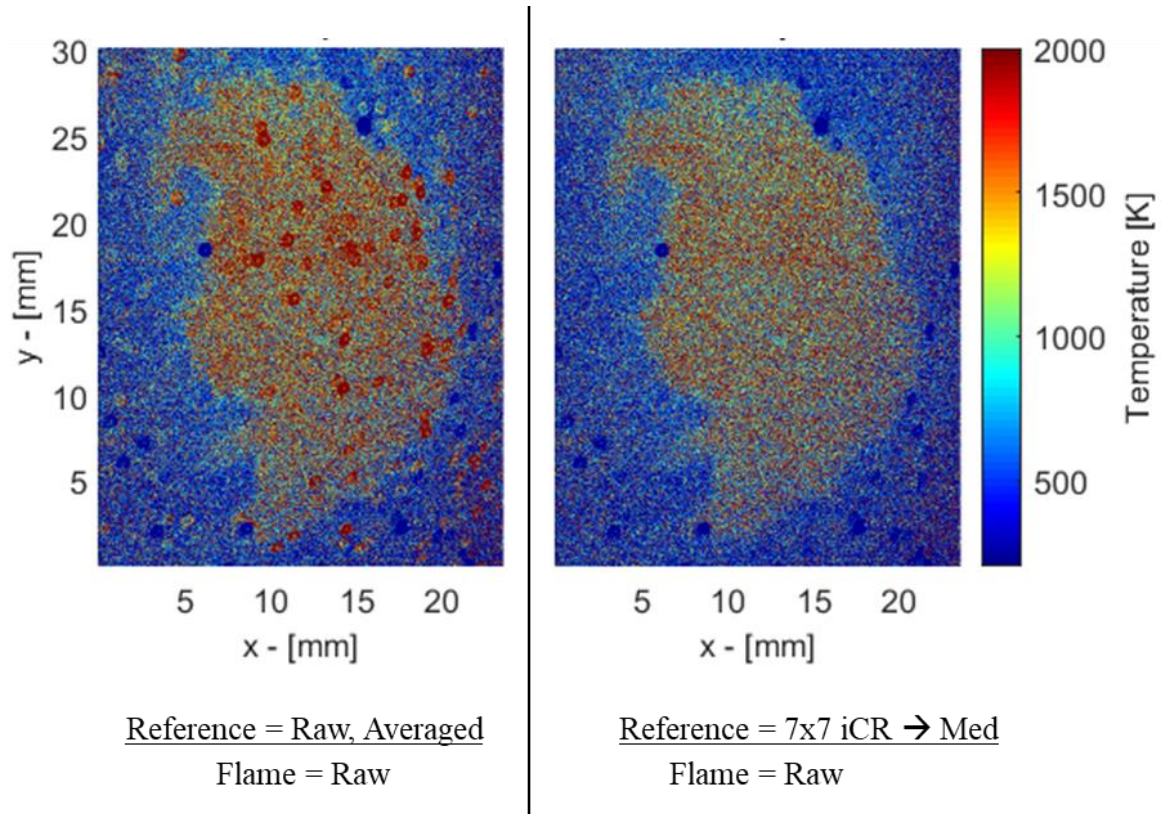 30
25
20
15
10
5
y - [mm]
5 10 15 20
x - [mm]
5 10 15 20
x - [mm]
2000
1500
1000
500
Temperature [K]
Reference = Raw, Averaged
Flame = Raw
Reference = 7x7 iCR → Med
Flame = Raw